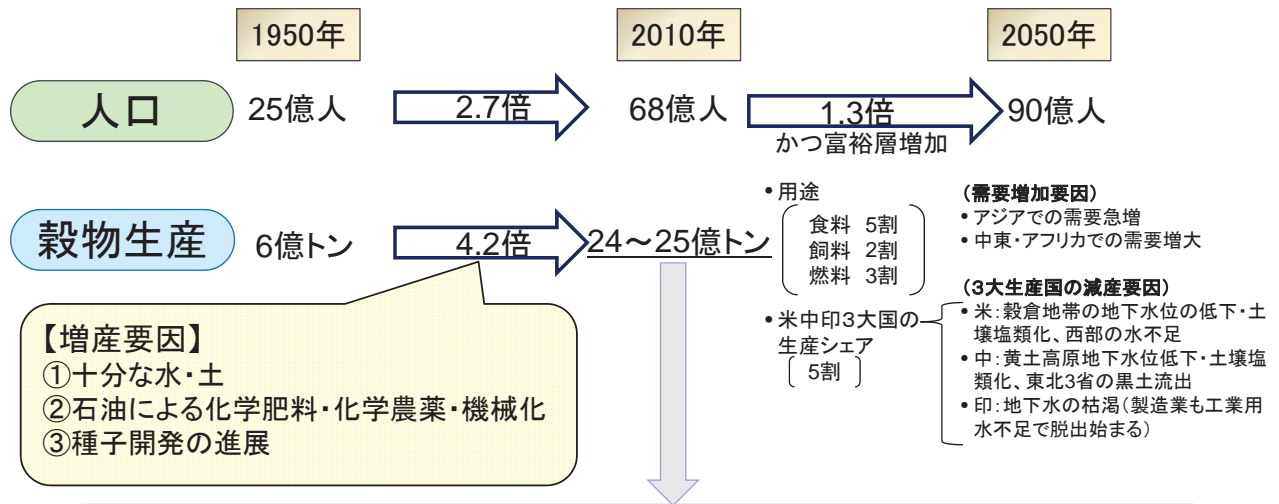 1950年
2010年
2050年
人口
25億人
2.7倍
68億人
1.3倍
かつ富裕層増加
90億人
穀物生産
6億トン
4.2倍
24～25億トン
•用途
食料 5割
飼料 2割
燃料 3割
•米中印3大国の
生産シェア
5割
（需要増加要因）
•アジアでの需要急増
•中東・アフリカでの需要増大
（3大生産国の減産要因）
•米：穀倉地帯の地下水位の低下・土
壌塩類化、西部の水不足
•中：黄土高原地下水位低下・土壌塩
類化、東北3省の黒土流出
•印：地下水の枯渇（製造業も工業用
水不足で脱出始まる）
【増産要因】
①十分な水・土
②石油による化学肥料・化学農薬・機械化
③種子開発の進展